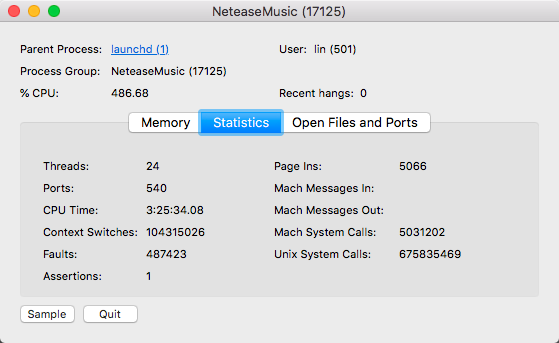 NeteaseMusic (17125)
Parent Process: launchd (1) User: lin (501)
Process Group: NeteaseMusic (17125)
% CPU: 486.68 Recent hangs: 0
Memory Statistics Open Files and Ports
Threads: 24 Page Ins: 5066
Ports: 540 Mach Messages In:
CPU Time: 3:25:34.08 Mach Messages Out:
Context Switches: 104315026 Mach System Calls: 5031202
Faults: 487423 Unix System Calls: 675835469
Assertions: 1
Sample Quit